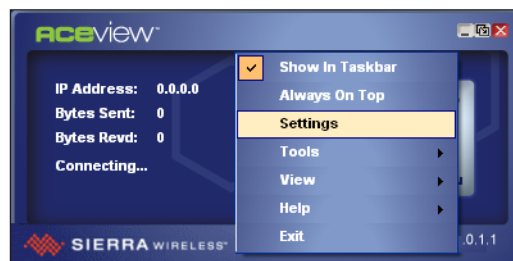 ACEview™
IP Address: 0.0.0.0
Bytes Sent: 0
Bytes Revd: 0
Connecting...
Show In Taskbar
Always On Top
Settings
Tools
View
Help
Exit
SIERRA WIRELESS
.0.1.1